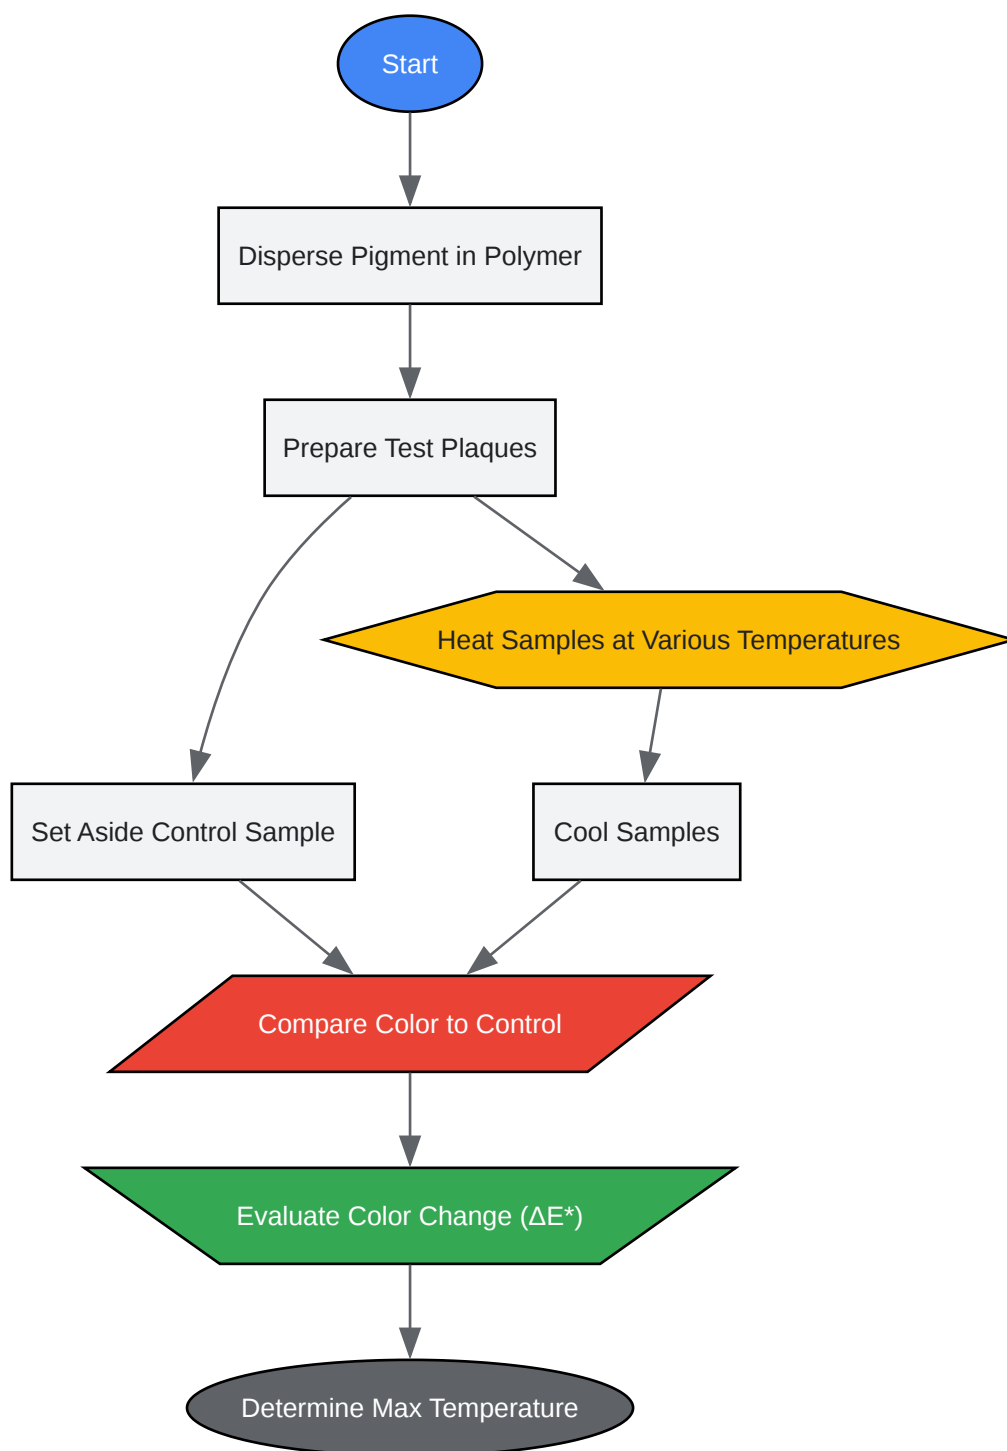 Start
Disperse Pigment in Polymer
Prepare Test Plaques
Heat Samples at Various Temperatures
Set Aside Control Sample
Cool Samples
Compare Color to Control
Evaluate Color Change (ΔE*)
Determine Max Temperature